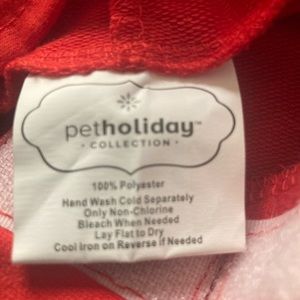 petholiday™
• COLLECTION •
100% Polyester
Hand Wash Cold Separately
Only Non-Chlorine
Bleach When Needed
Lay Flat to Dry
Cool Iron on Reverse if Needed